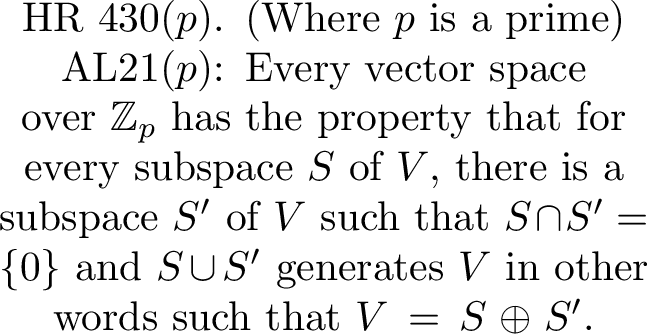 HR 430(p). (Where p is a prime)
AL21(p): Every vector space
over ℤₚ has the property that for
every subspace S of V, there is a
subspace S′ of V such that S∩S′ =
{0} and S∪S′ generates V in other
words such that V = S ⊕ S′.